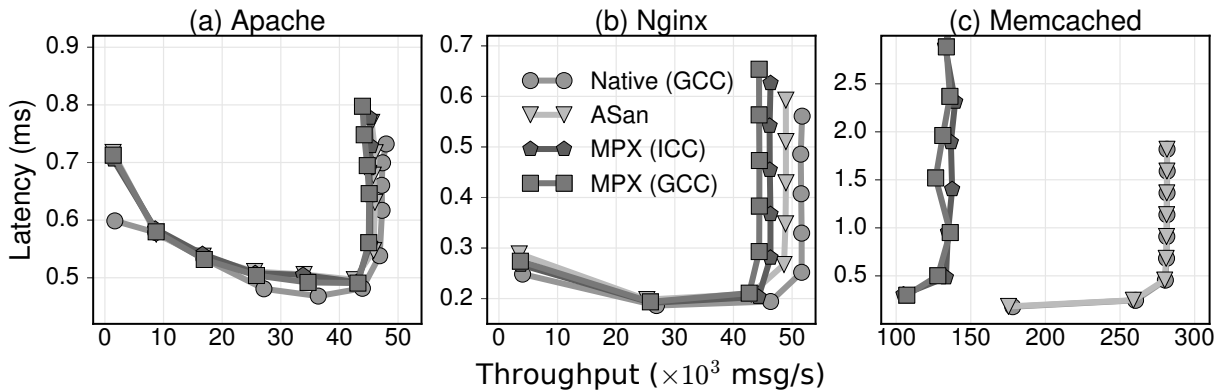 (a) Apache
(b) Nginx
(c) Memcached
Latency (ms)
0.9
0.8
0.7
0.6
0.5
0 10 20 30 40 50
0.7
0.6
0.5
0.4
0.3
0.2
Native (GCC)
ASan
MPX (ICC)
MPX (GCC)
0 10 20 30 40 50
2.5
2.0
1.5
1.0
0.5
100 150 200 250 300
Throughput (×10³ msg/s)